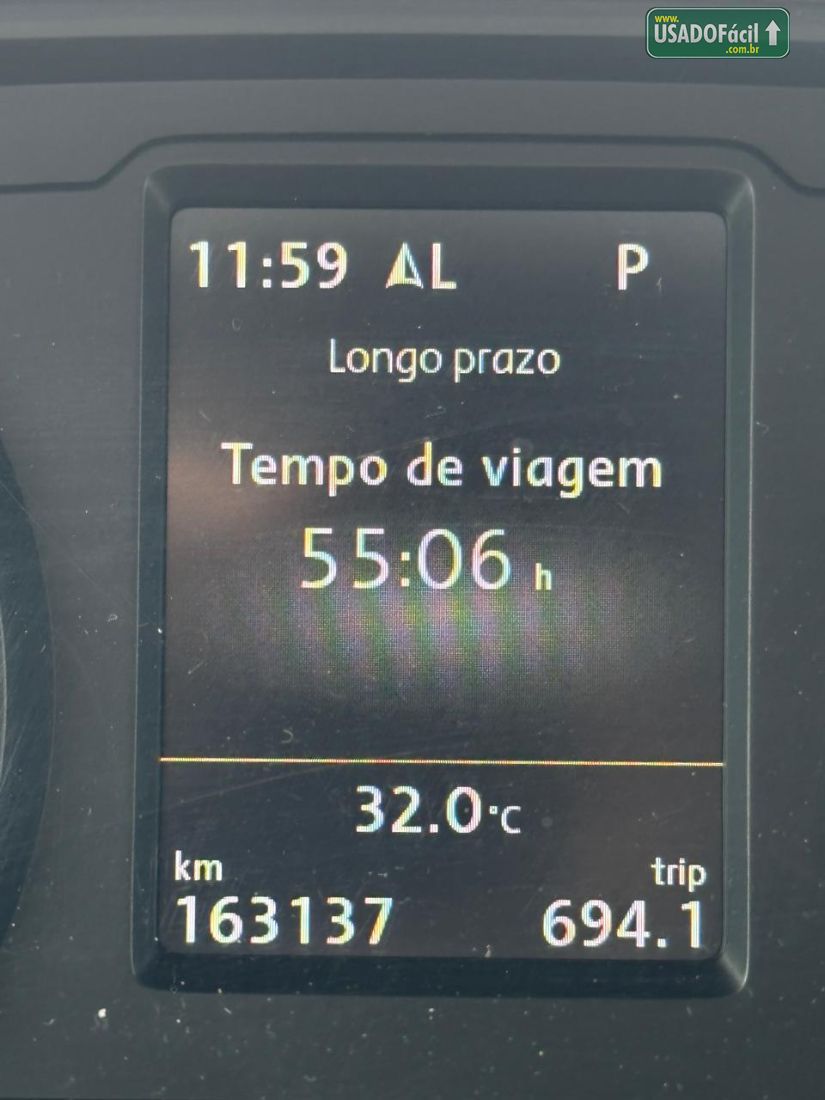 www.
USADOFácil
.com.br
11:59 L P
Longo prazo
Tempo de viagem
55:06 h
32.0°C
km trip
163137 694.1